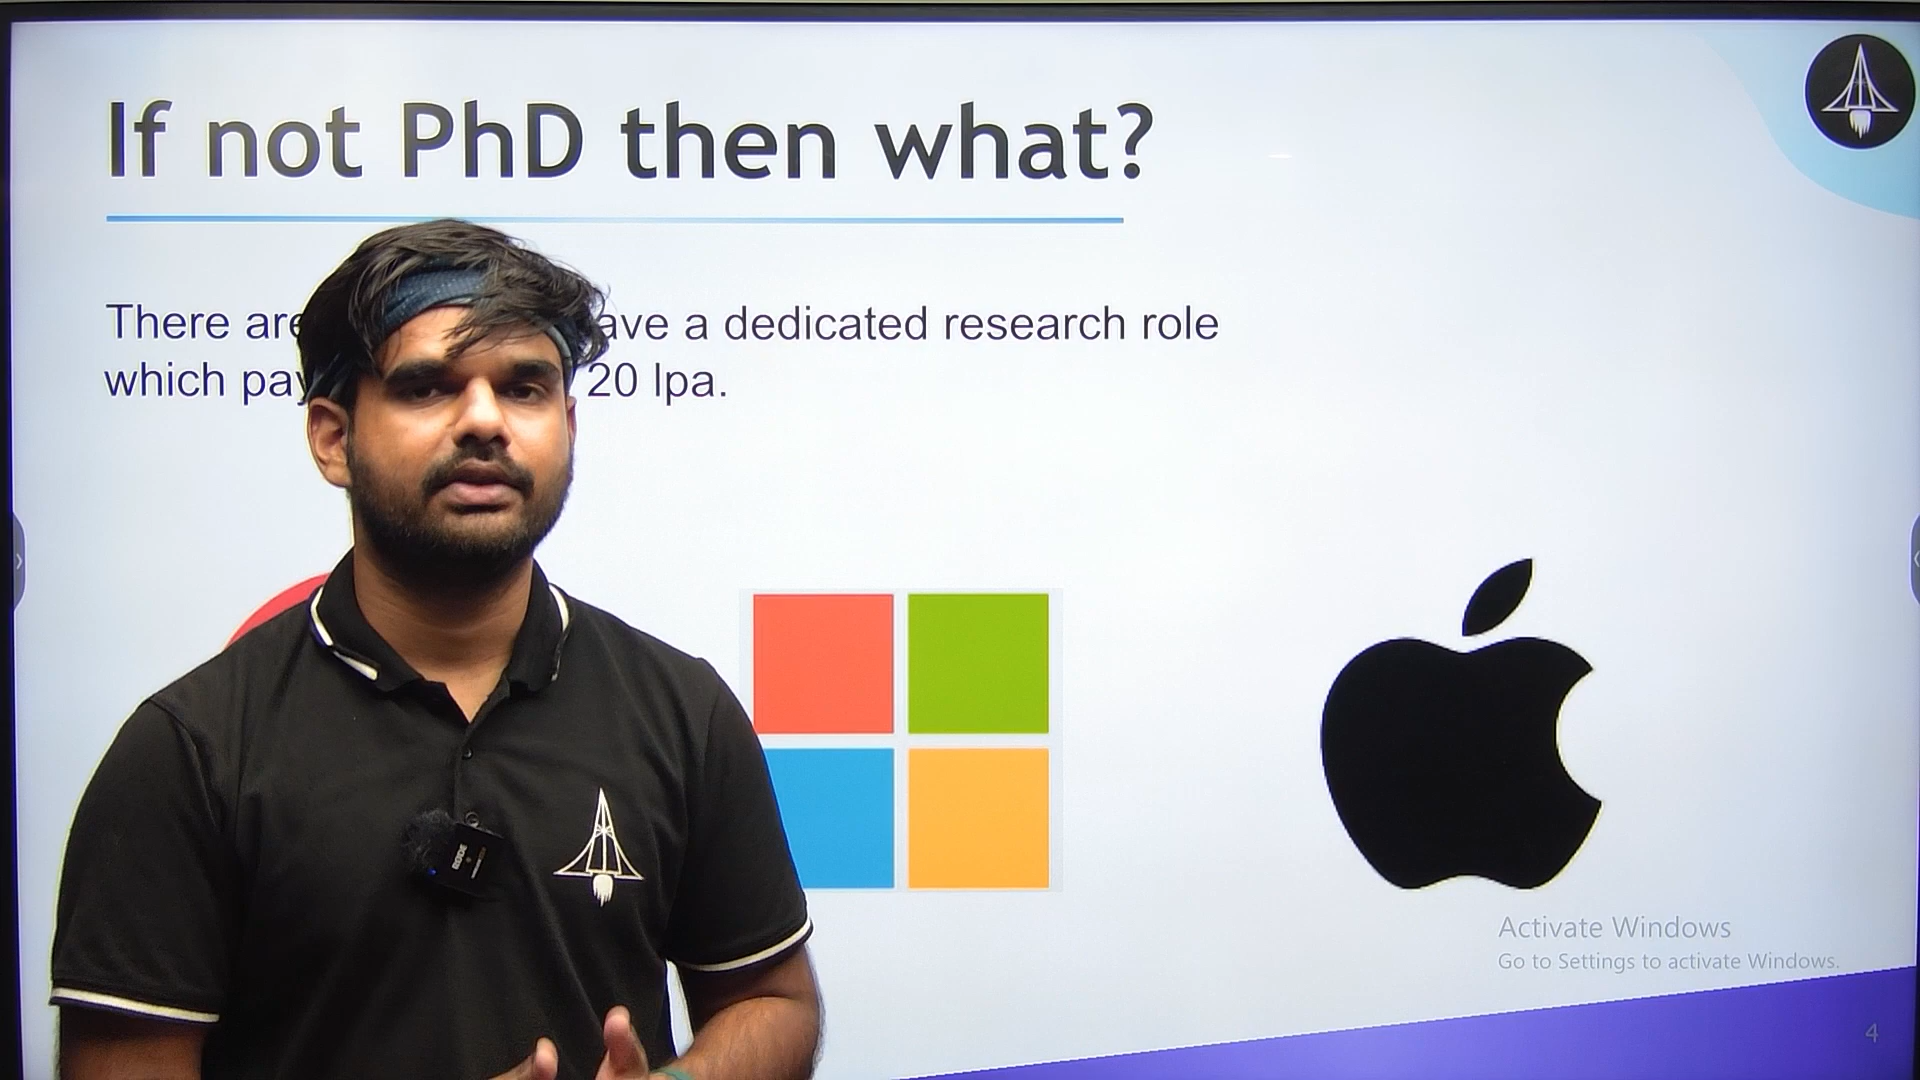 If not PhD then what?
There are ave a dedicated research role
which pay 20 lpa.
RØDE
Activate Windows
Go to Settings to activate Windows.
4